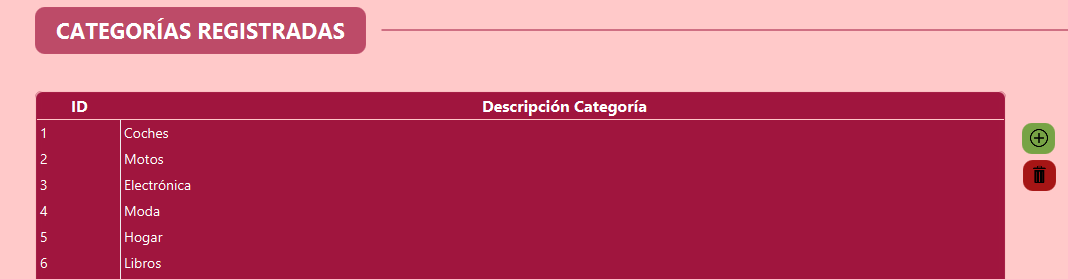 CATEGORÍAS REGISTRADAS
ID Descripción Categoría
1 Coches
2 Motos
3 Electrónica
4 Moda
5 Hogar
6 Libros